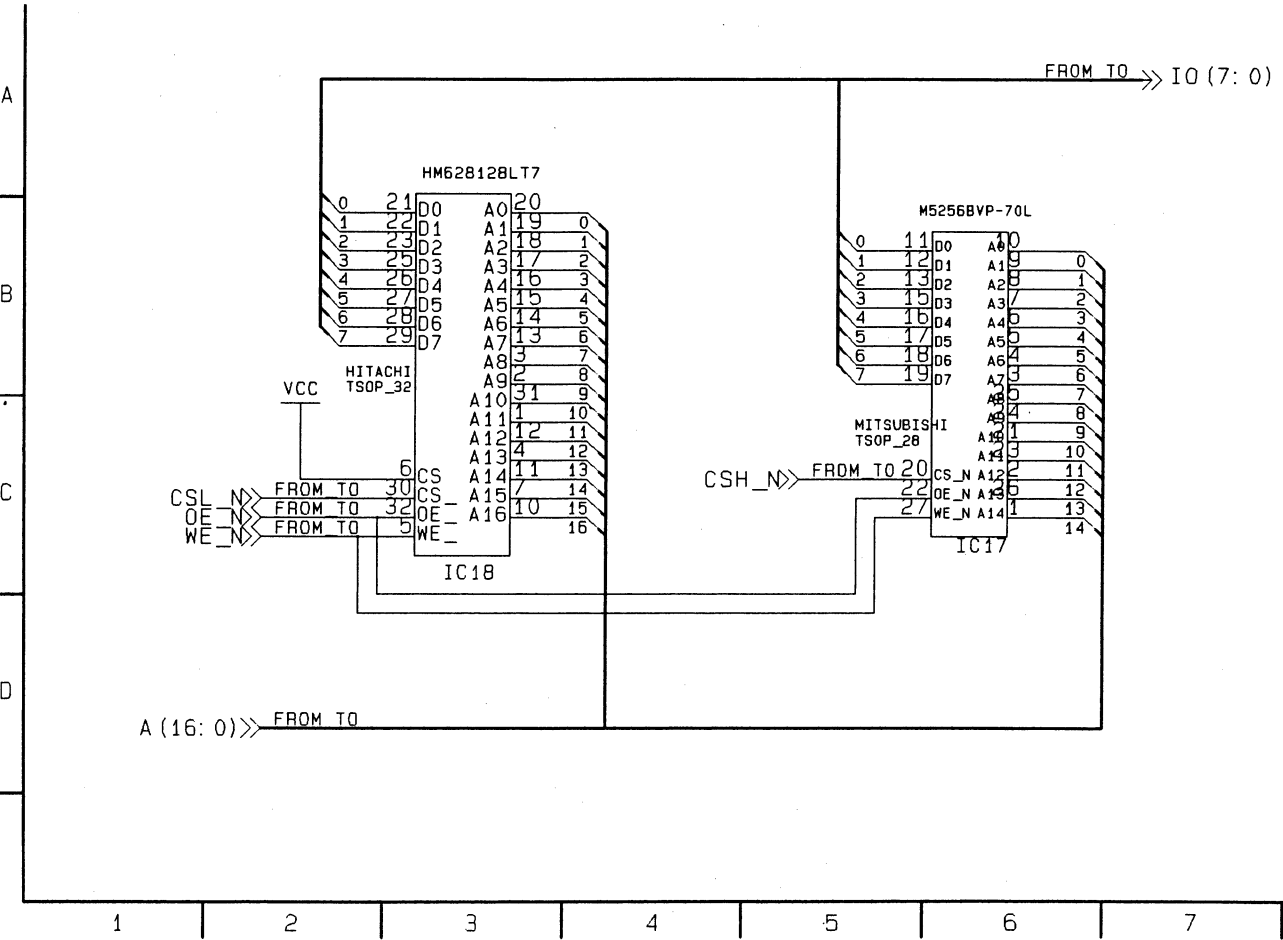 FROM TO IO (7: 0)
A
HM628128LT7
0 21 D0 A0 20 0
1 22 D1 A1 19 1
2 23 D2 A2 18 2
3 25 D3 A3 17 3
4 26 D4 A4 16 4
5 27 D5 A5 15 5
6 28 D6 A6 14 6
7 29 D7 A7 13 7
A8 3 8
A9 2 9
A10 31 10
A11 1 11
A12 12 12
A13 4 13
6 CS A14 11 14
30 CS_ A15 7 15
32 OE_ A16 10 16
5 WE_
HITACHI
TSOP_32
VCC
CSL_N FROM TO
OE_N FROM TO
WE_N FROM TO
IC18
M5256BVP-70L
0 11 D0 A0 10 0
1 12 D1 A1 9 1
2 13 D2 A2 8 2
3 15 D3 A3 7 3
4 16 D4 A4 6 4
5 17 D5 A5 5 5
6 18 D6 A6 4 6
7 19 D7 A7 3 7
8
9
10
11
A12 2 12
13
A14 1 14
MITSUBISHI
TSOP_28
CSH_N FROM TO 20 CS_N
22 OE_N
27 WE_N
IC17
B
C
D
A (16: 0) FROM TO
1 2 3 4 5 6 7